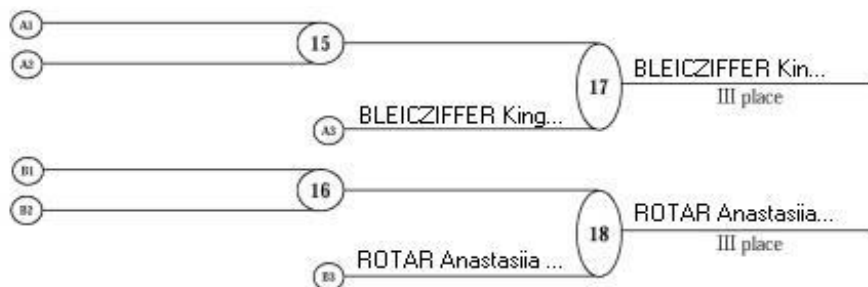 A1
15
A2
BLEICZIFFER Kin...
17
III place
BLEICZIFFER King...
A3
B1
16
B2
ROTAR Anastasiia...
18
III place
ROTAR Anastasiia ...
B3